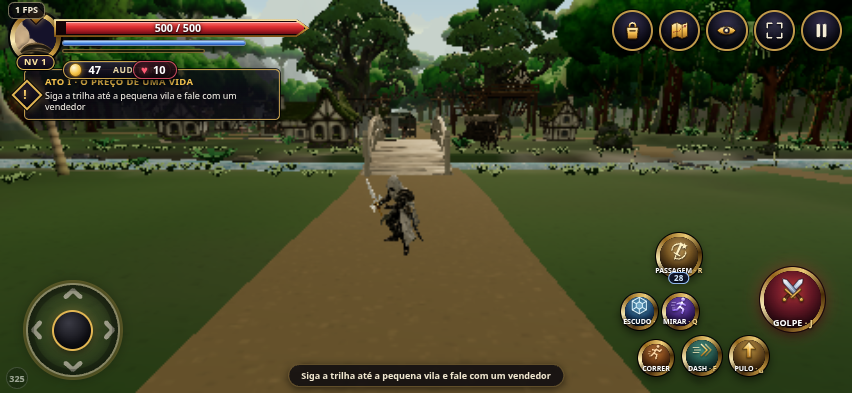 1 FPS
500 / 500
NV 1
47
AUD
10
ATO I · O PREÇO DE UMA VIDA
Siga a trilha até a pequena vila e fale com um
vendedor
!
PASSAGEM · R
28
ESCUDO
MIRAR · Q
GOLPE · J
CORRER
DASH · F
PULO ·
Siga a trilha até a pequena vila e fale com um vendedor
325